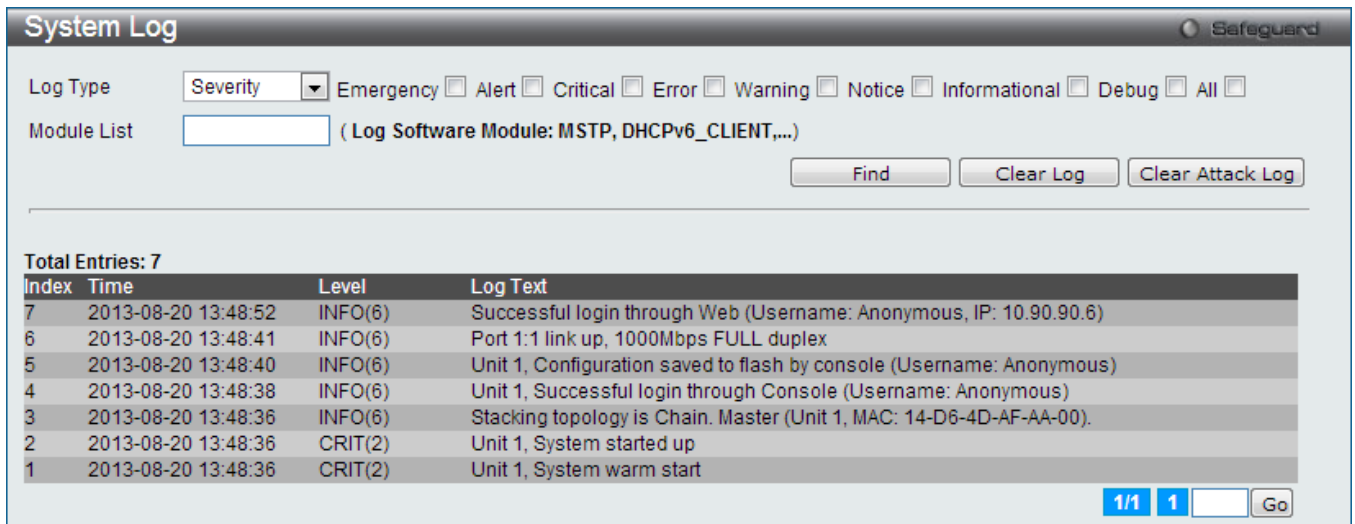 System Log Safeguard
Log Type Severity Emergency Alert Critical Error Warning Notice Informational Debug All
Module List ( Log Software Module: MSTP, DHCPv6_CLIENT,...)
Find Clear Log Clear Attack Log
Total Entries: 7
Index Time Level Log Text
7 2013-08-20 13:48:52 INFO(6) Successful login through Web (Username: Anonymous, IP: 10.90.90.6)
6 2013-08-20 13:48:41 INFO(6) Port 1:1 link up, 1000Mbps FULL duplex
5 2013-08-20 13:48:40 INFO(6) Unit 1, Configuration saved to flash by console (Username: Anonymous)
4 2013-08-20 13:48:38 INFO(6) Unit 1, Successful login through Console (Username: Anonymous)
3 2013-08-20 13:48:36 INFO(6) Stacking topology is Chain. Master (Unit 1, MAC: 14-D6-4D-AF-AA-00).
2 2013-08-20 13:48:36 CRIT(2) Unit 1, System started up
1 2013-08-20 13:48:36 CRIT(2) Unit 1, System warm start
1/1 1 Go